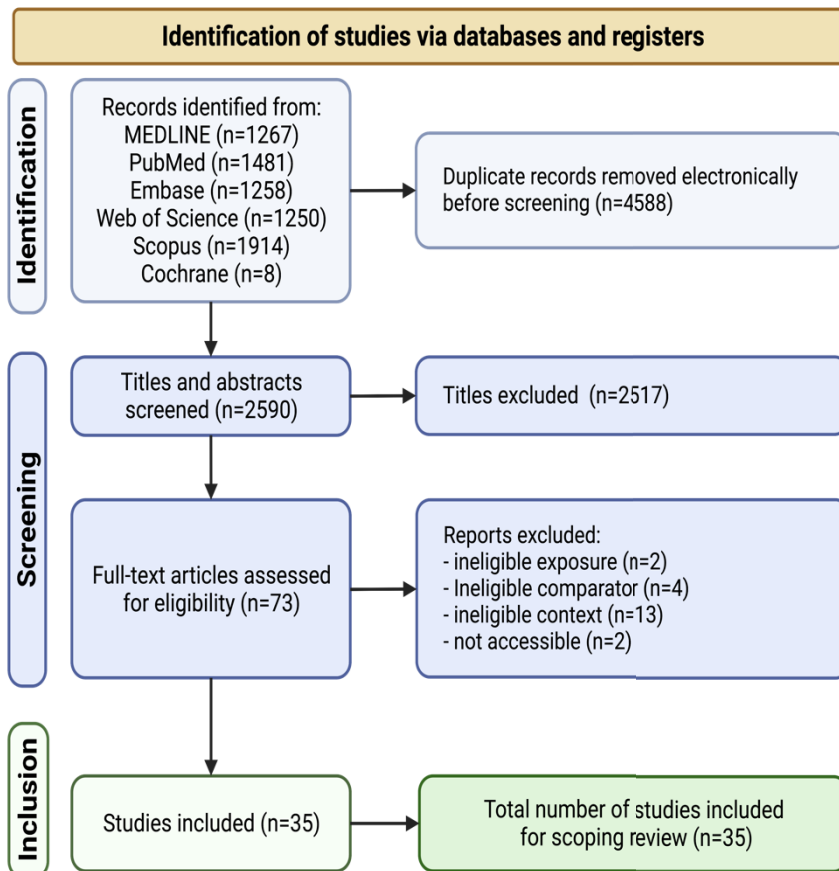 Identification of studies via databases and registers
Identification
Records identified from:
MEDLINE (n=1267)
PubMed (n=1481)
Embase (n=1258)
Web of Science (n=1250)
Scopus (n=1914)
Cochrane (n=8)
Duplicate records removed electronically
before screening (n=4588)
Screening
Titles and abstracts
screened (n=2590)
Titles excluded (n=2517)
Full-text articles assessed
for eligibility (n=73)
Reports excluded:
- ineligible exposure (n=2)
- Ineligible comparator (n=4)
- ineligible context (n=13)
- not accessible (n=2)
Inclusion
Studies included (n=35)
Total number of studies included
for scoping review (n=35)